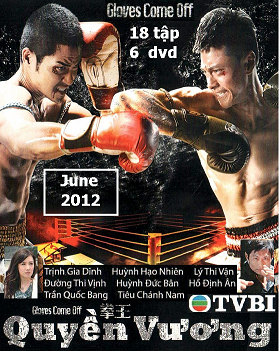 Gloves Come Off
18 tập
6 dvd
June
2012
Trịnh Gia Dĩnh Huỳnh Hạo Nhiên Lý Thi Vân
Đường Thi Vịnh Huỳnh Đức Bân Hồ Định Ân
Trần Quốc Bang Tiêu Chánh Nam
TVBI
Gloves Come Off 拳王
Quyền Vương